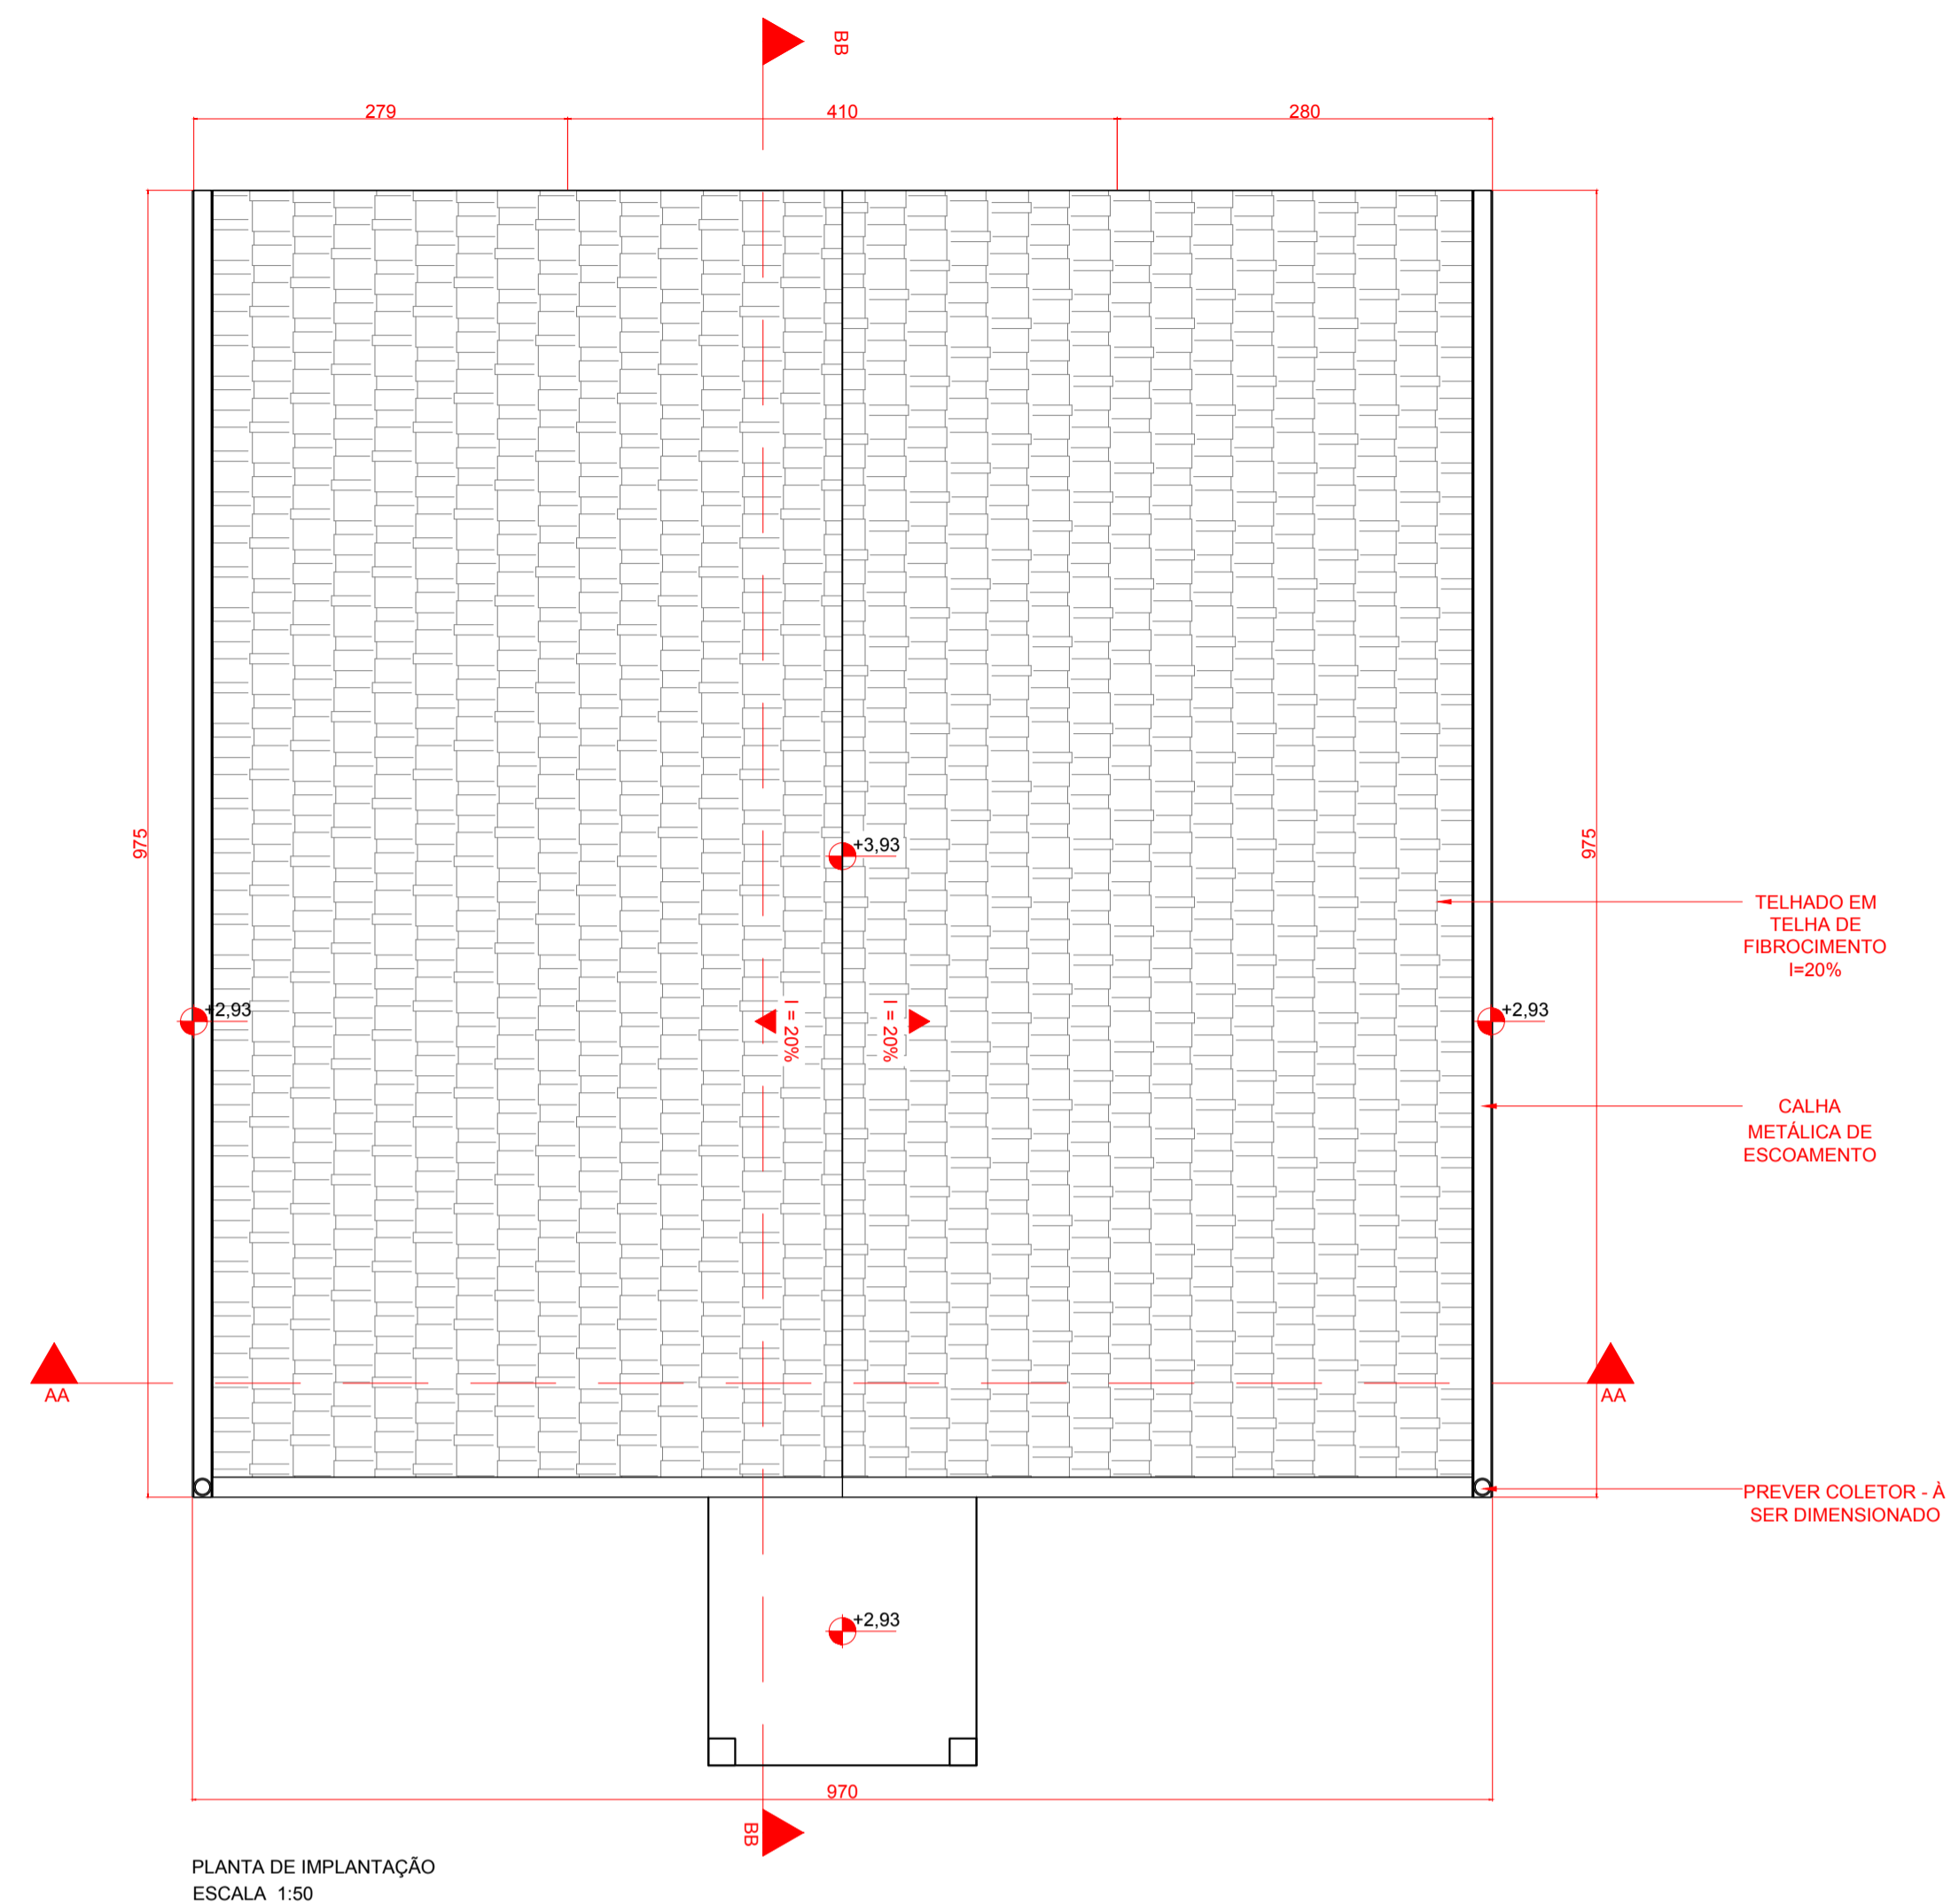 BB
279
410
280
975
975
+3,93
TELHADO EM
TELHA DE
FIBROCIMENTO
I=20%
+2,93
I = 20%
I = 20%
+2,93
CALHA
METÁLICA DE
ESCOAMENTO
AA
AA
PREVER COLETOR - À
SER DIMENSIONADO
+2,93
970
BB
PLANTA DE IMPLANTAÇÃO
ESCALA 1:50